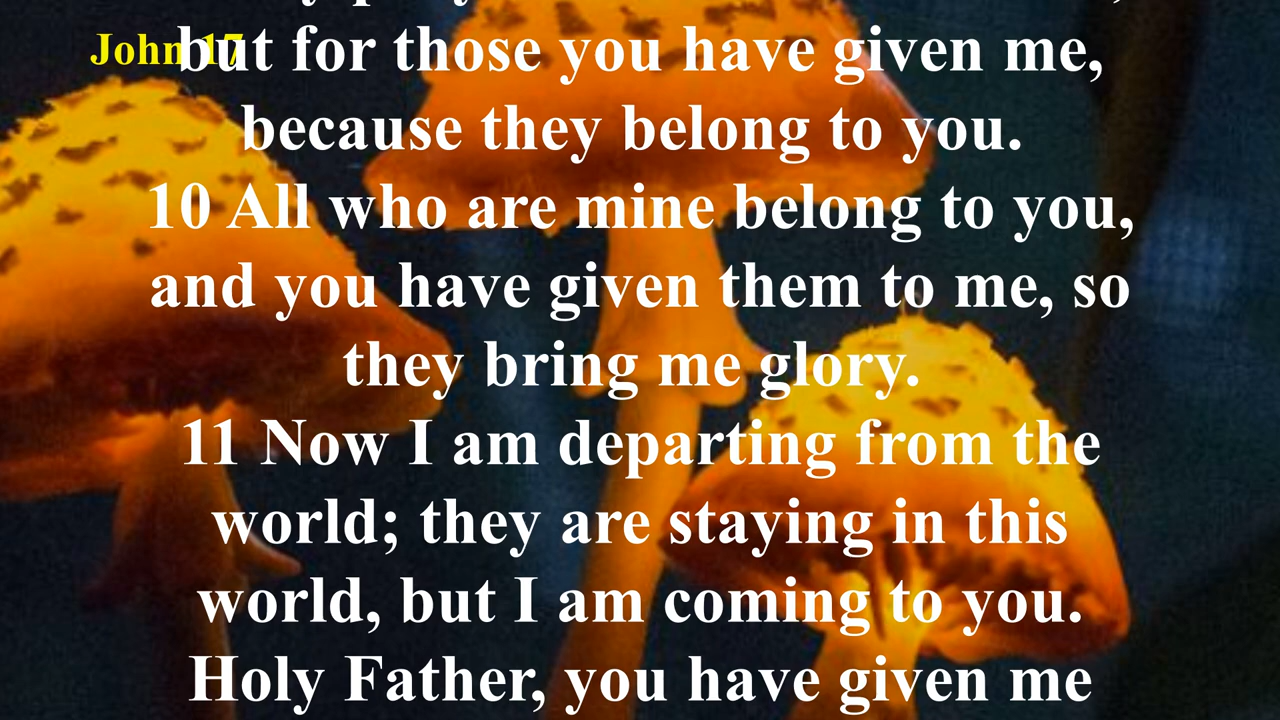 John 17
but for those you have given me,
because they belong to you.
10 All who are mine belong to you,
and you have given them to me, so
they bring me glory.
11 Now I am departing from the
world; they are staying in this
world, but I am coming to you.
Holy Father, you have given me